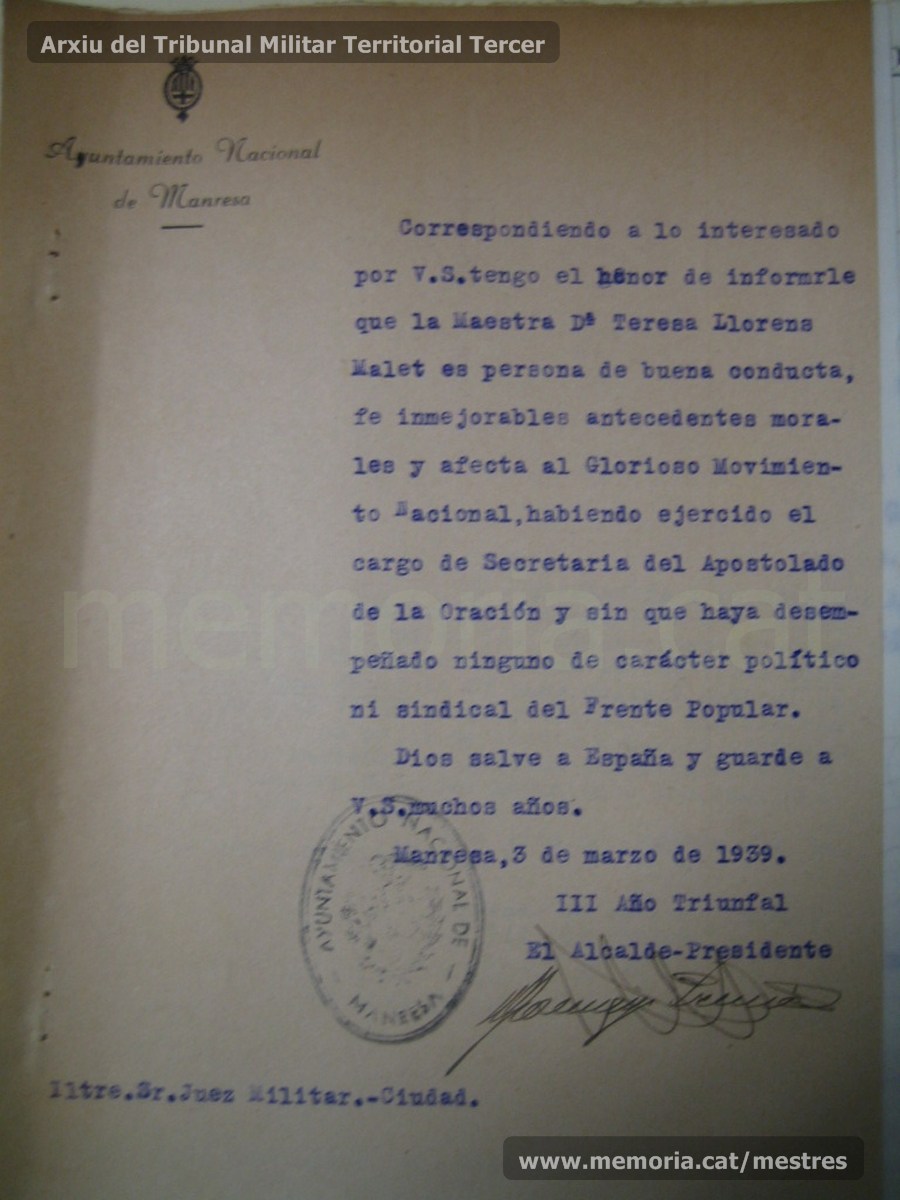 Arxiu del Tribunal Militar Territorial Tercer
Ayuntamiento Nacional
de Manresa
Correspondiendo a lo interesado
por V.S.tengo el honor de informrle
que la Maestra Dª Teresa Llorens
Malet es persona de buena conducta,
fe inmejorables antecedentes mora-
les y afecta al Glorioso Movimien-
to Nacional,habiendo ejercido el
cargo de Secretaria del Apostolado
de la Oración y sin que haya desem-
peñado ninguno de carácter político
ni sindical del Frente Popular.
Dios salve a España y guarde a
V.S.muchos años.
Manresa,3 de marzo de 1939.
III Año Triunfal
El Alcalde-Presidente
AYUNTAMIENTO NACIONAL DE
MANRESA
Iltre.Sr.Juez Militar.-Ciudad.
memoria.cat
www.memoria.cat/mestres